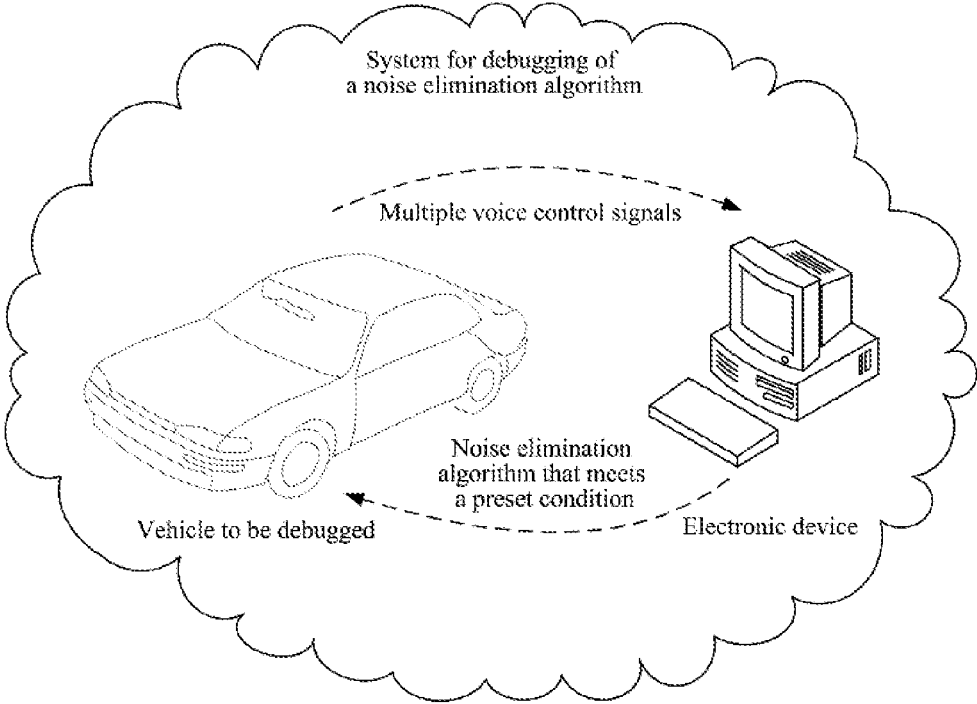 System for debugging of
a noise elimination algorithm
Multiple voice control signals
Noise elimination
algorithm that meets
a preset condition
Vehicle to be debugged
Electronic device